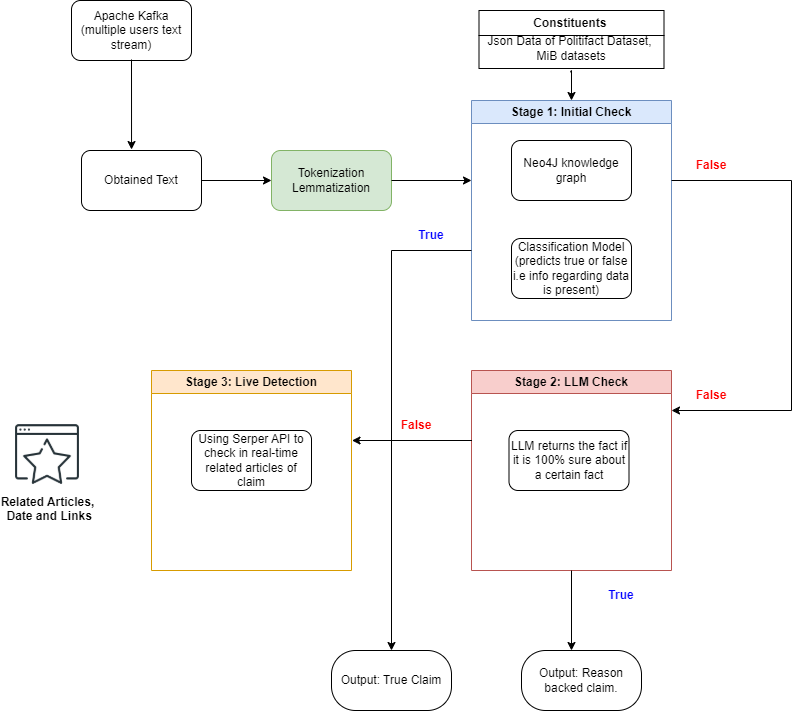 Apache Kafka
(multiple users text
stream)
Constituents
Json Data of Politifact Dataset,
MiB datasets
Stage 1: Initial Check
Obtained Text
Tokenization
Lemmatization
Neo4J knowledge
graph
False
True
Classification Model
(predicts true or false
i.e info regarding data
is present)
Stage 3: Live Detection
Stage 2: LLM Check
False
False
Using Serper API to
check in real-time
related articles of
claim
LLM returns the fact if
it is 100% sure about
a certain fact
Related Articles,
Date and Links
True
Output: True Claim
Output: Reason
backed claim.